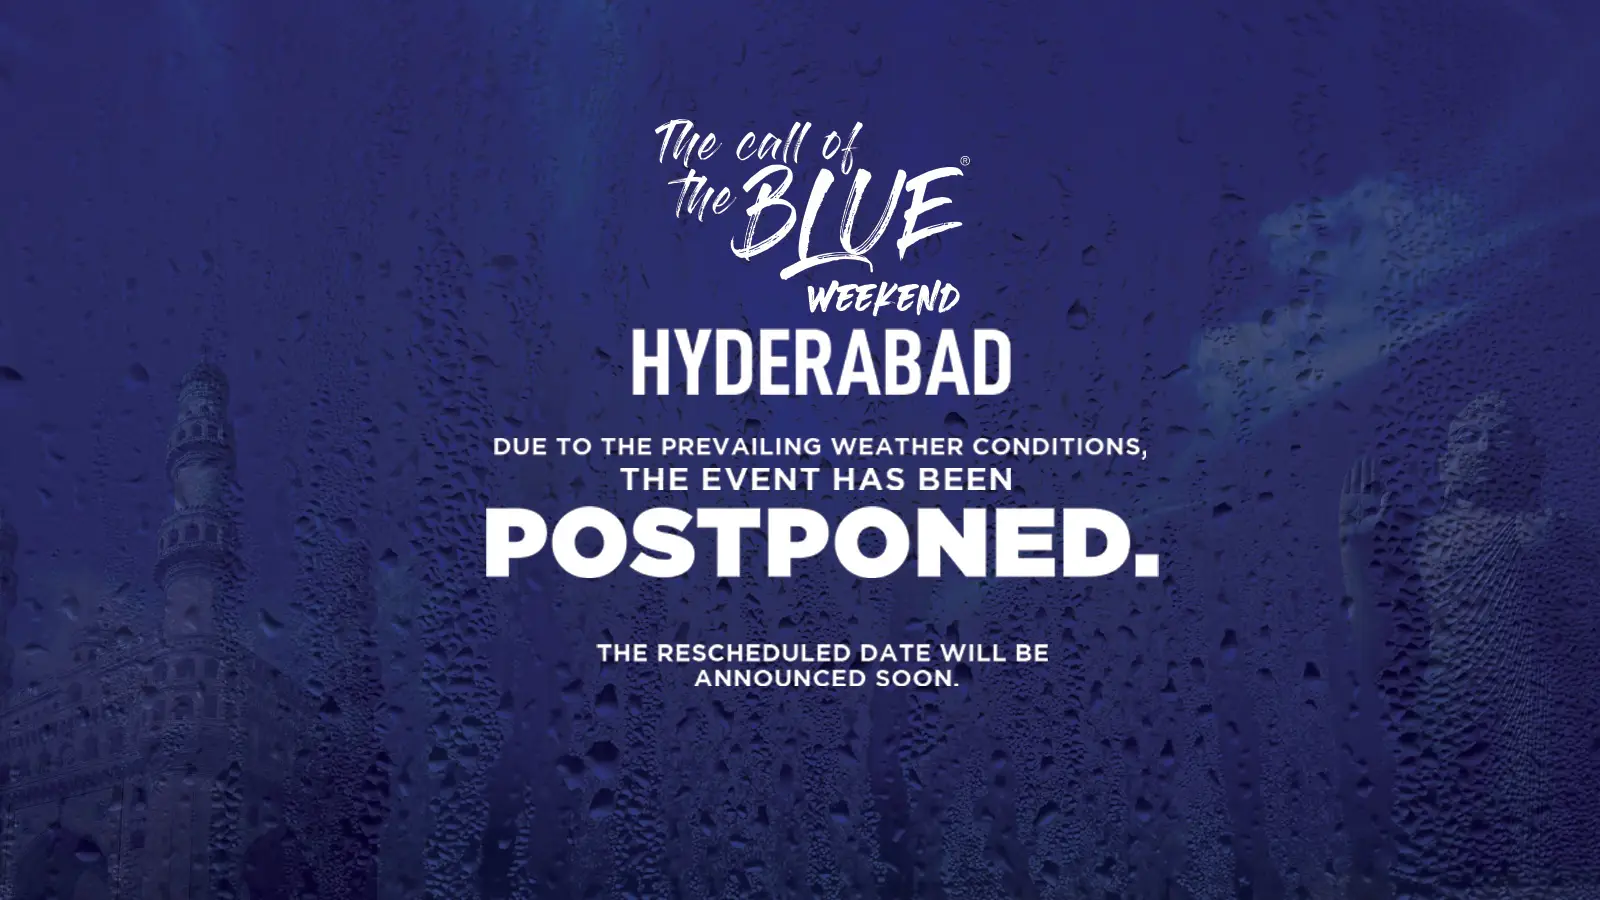 The call of
the BLUE®
WEEKEND
HYDERABAD
DUE TO THE PREVAILING WEATHER CONDITIONS,
THE EVENT HAS BEEN
POSTPONED.
THE RESCHEDULED DATE WILL BE
ANNOUNCED SOON.